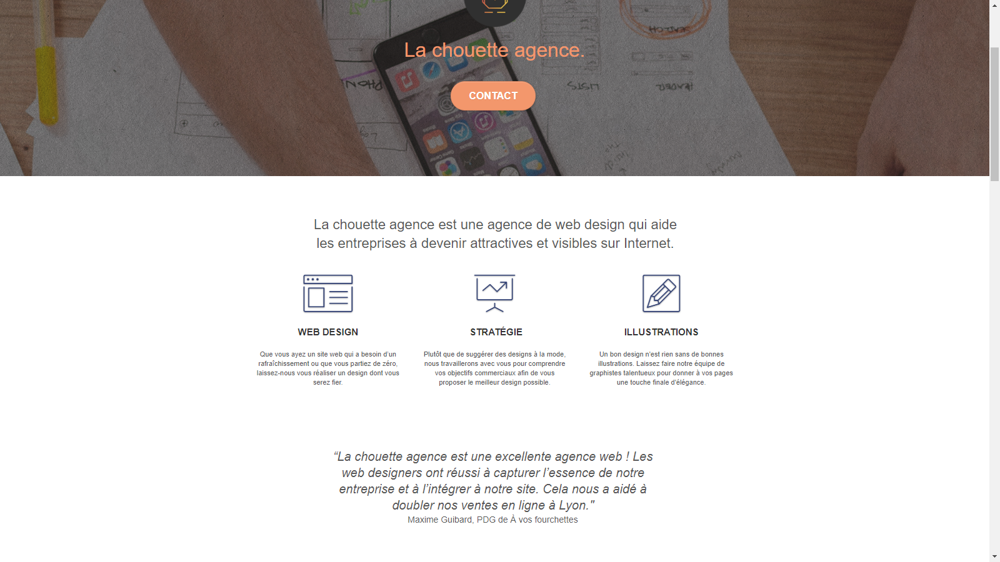 SEARCH
La chouette agence.
PHONE
LISTS
HEADER
CONTACT
La chouette agence est une agence de web design qui aide
les entreprises à devenir attractives et visibles sur Internet.
WEB DESIGN
Que vous ayez un site web qui a besoin d’un
rafraîchissement ou que vous partiez de zéro,
laissez-nous vous réaliser un design dont vous
serez fier.
STRATÉGIE
Plutôt que de suggérer des designs à la mode,
nous travaillerons avec vous pour comprendre
vos objectifs commerciaux afin de vous
proposer le meilleur design possible.
ILLUSTRATIONS
Un bon design n’est rien sans de bonnes
illustrations. Laissez faire notre équipe de
graphistes talentueux pour donner à vos pages
une touche finale d’élégance.
“La chouette agence est une excellente agence web ! Les
web designers ont réussi à capturer l’essence de notre
entreprise et à l’intégrer à notre site. Cela nous a aidé à
doubler nos ventes en ligne à Lyon."
Maxime Guibard, PDG de À vos fourchettes